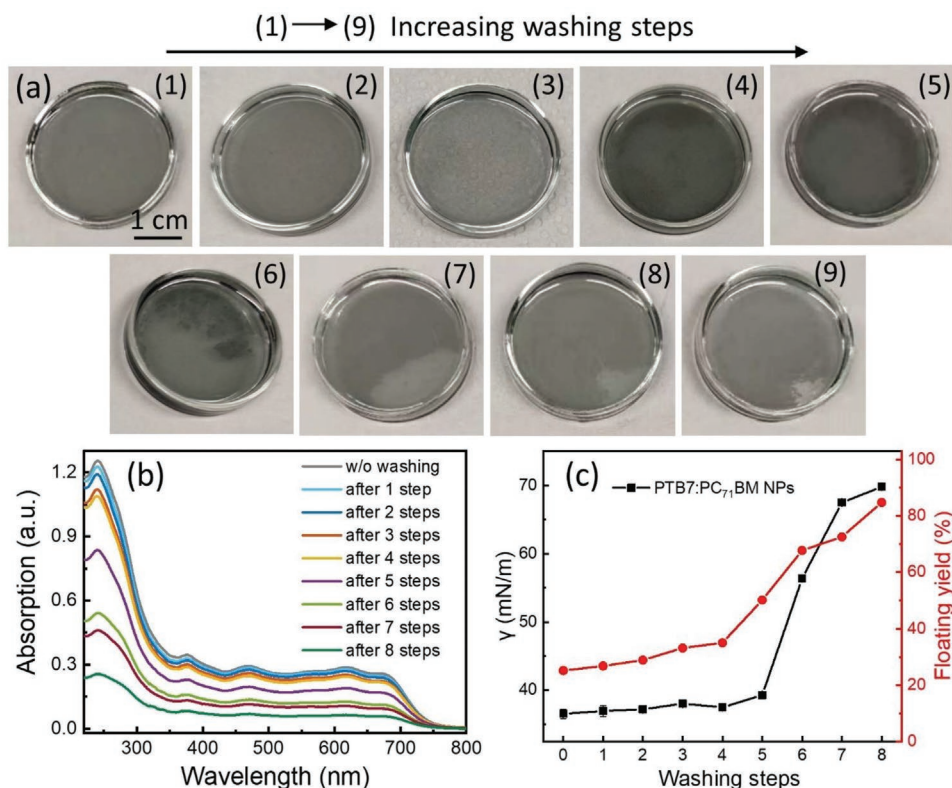 (1) → (9) Increasing washing steps
(a) (1) (2) (3) (4) (5)
1 cm
(6) (7) (8) (9)
(b)
1.2
0.9
0.6
0.3
0.0
Absorption (a.u.)
w/o washing
after 1 step
after 2 steps
after 3 steps
after 4 steps
after 5 steps
after 6 steps
after 7 steps
after 8 steps
300 400 500 600 700 800
Wavelength (nm)
(c)
PTB7:PC71BM NPs
70
60
50
40
γ (mN/m)
100
80
60
40
20
0
Floating yield (%)
0 1 2 3 4 5 6 7 8
Washing steps